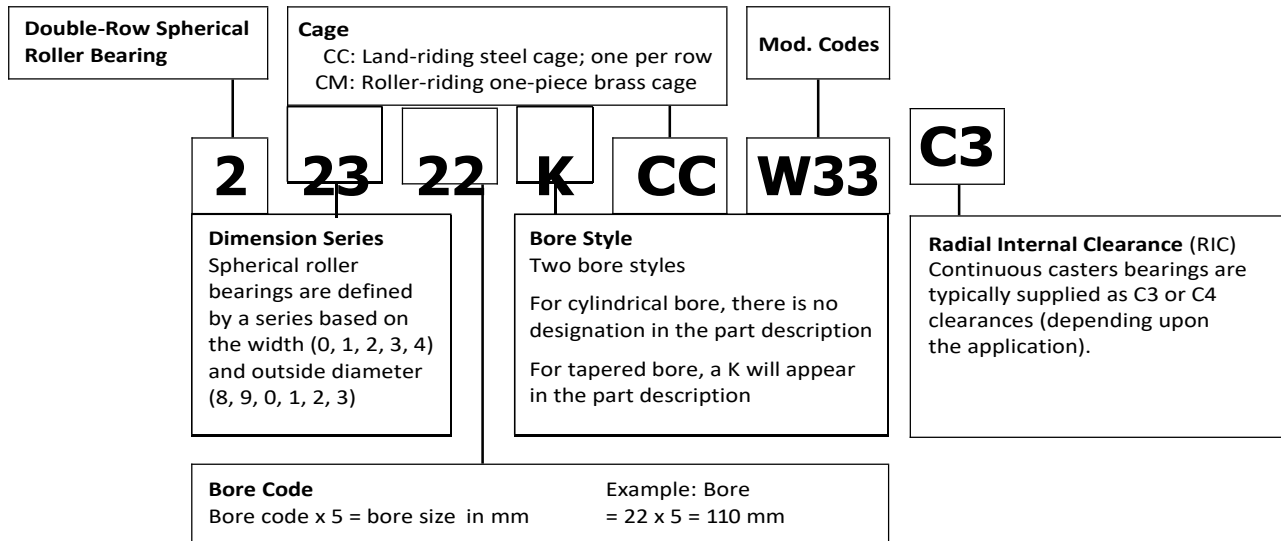 Double-Row Spherical
Roller Bearing
Cage
CC: Land-riding steel cage; one per row
CM: Roller-riding one-piece brass cage
Mod. Codes
2 23 22 K CC W33 C3
Dimension Series
Spherical roller
bearings are defined
by a series based on
the width (0, 1, 2, 3, 4)
and outside diameter
(8, 9, 0, 1, 2, 3)
Bore Style
Two bore styles
For cylindrical bore, there is no
designation in the part description
For tapered bore, a K will appear
in the part description
Radial Internal Clearance (RIC)
Continuous casters bearings are
typically supplied as C3 or C4
clearances (depending upon
the application).
Bore Code
Bore code x 5 = bore size in mm
Example: Bore
= 22 x 5 = 110 mm